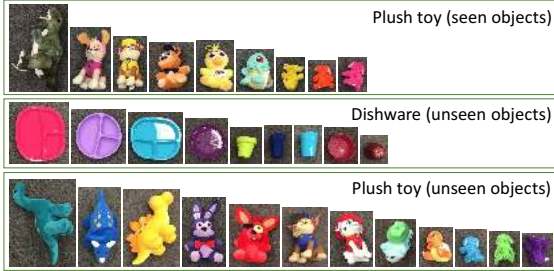 Plush toy (seen objects)
Dishware (unseen objects)
Plush toy (unseen objects)